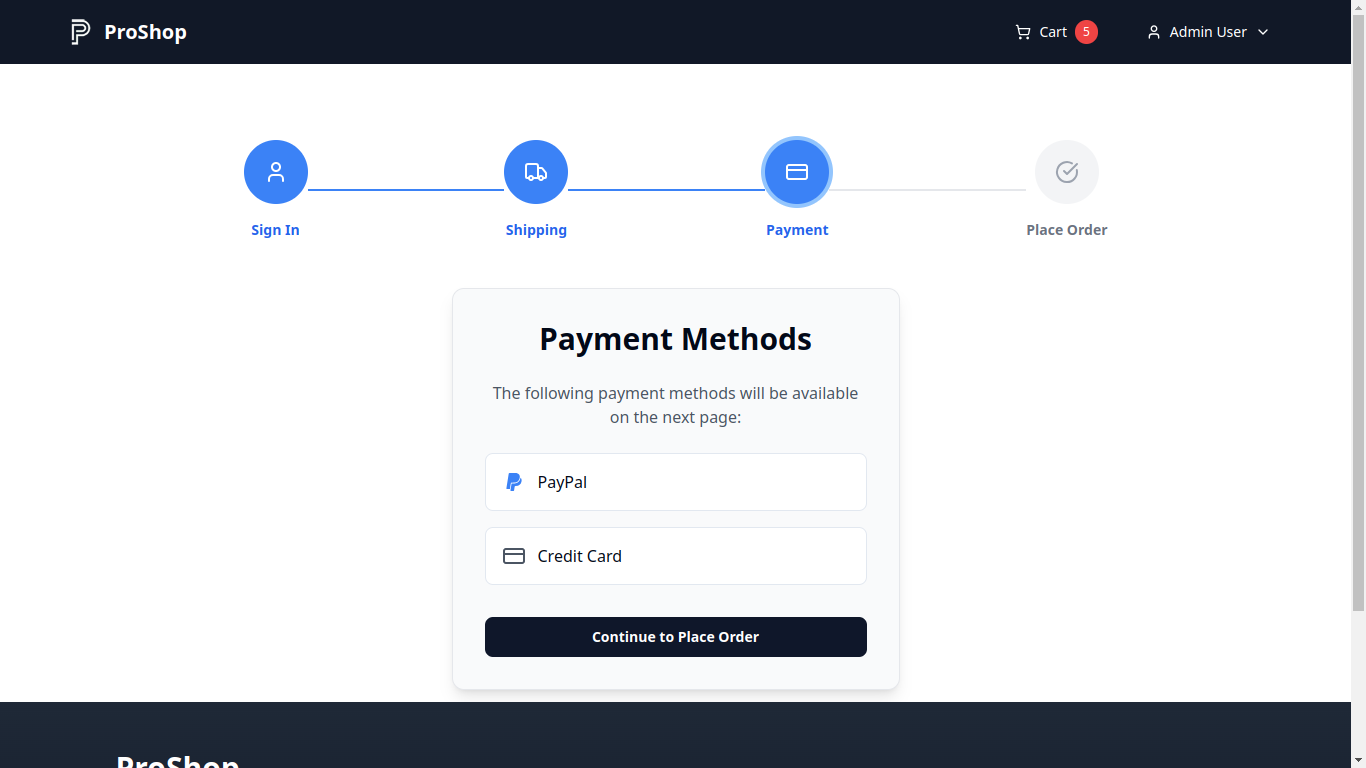 ProShop
Cart 5
Admin User
Sign In
Shipping
Payment
Place Order
Payment Methods
The following payment methods will be available
on the next page:
PayPal
Credit Card
Continue to Place Order
ProShop